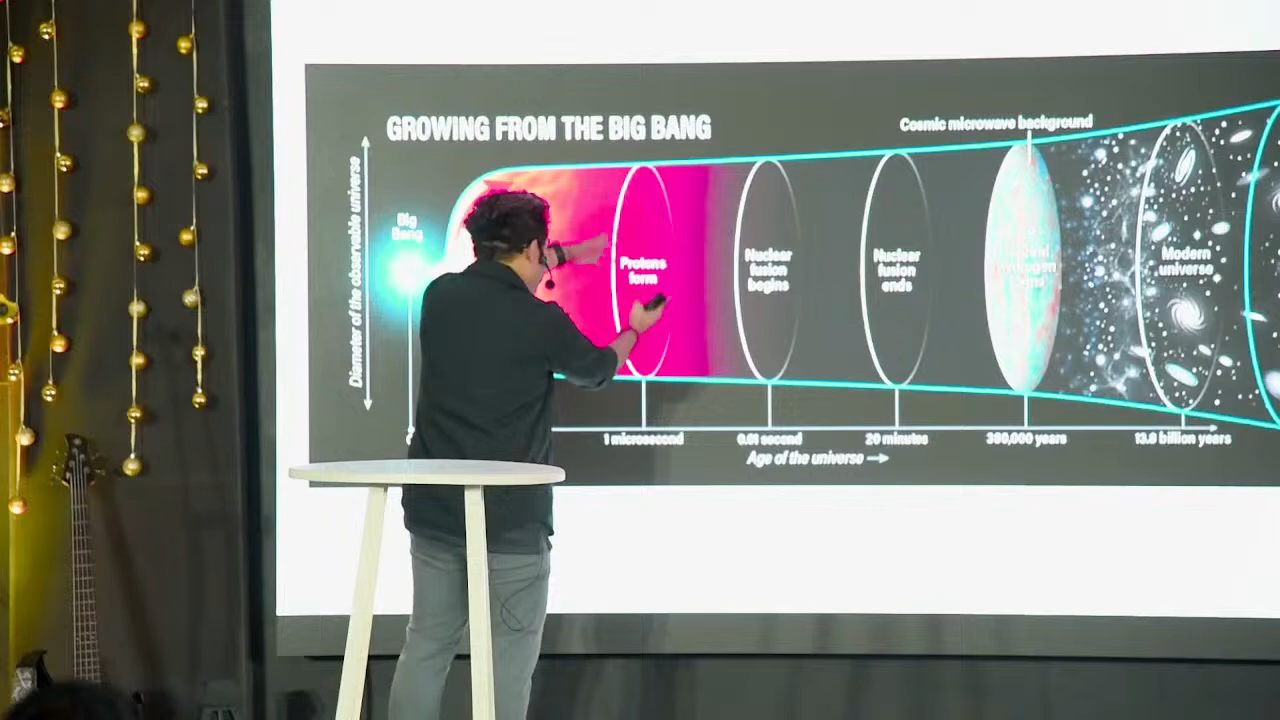 GROWING FROM THE BIG BANG
Cosmic microwave background
Diameter of the observable universe
Big
Bang
Protons
form
Nuclear
fusion
begins
Nuclear
fusion
ends
Modern
universe
1 microsecond
0.01 second
20 minutes
380,000 years
13.8 billion years
Age of the universe